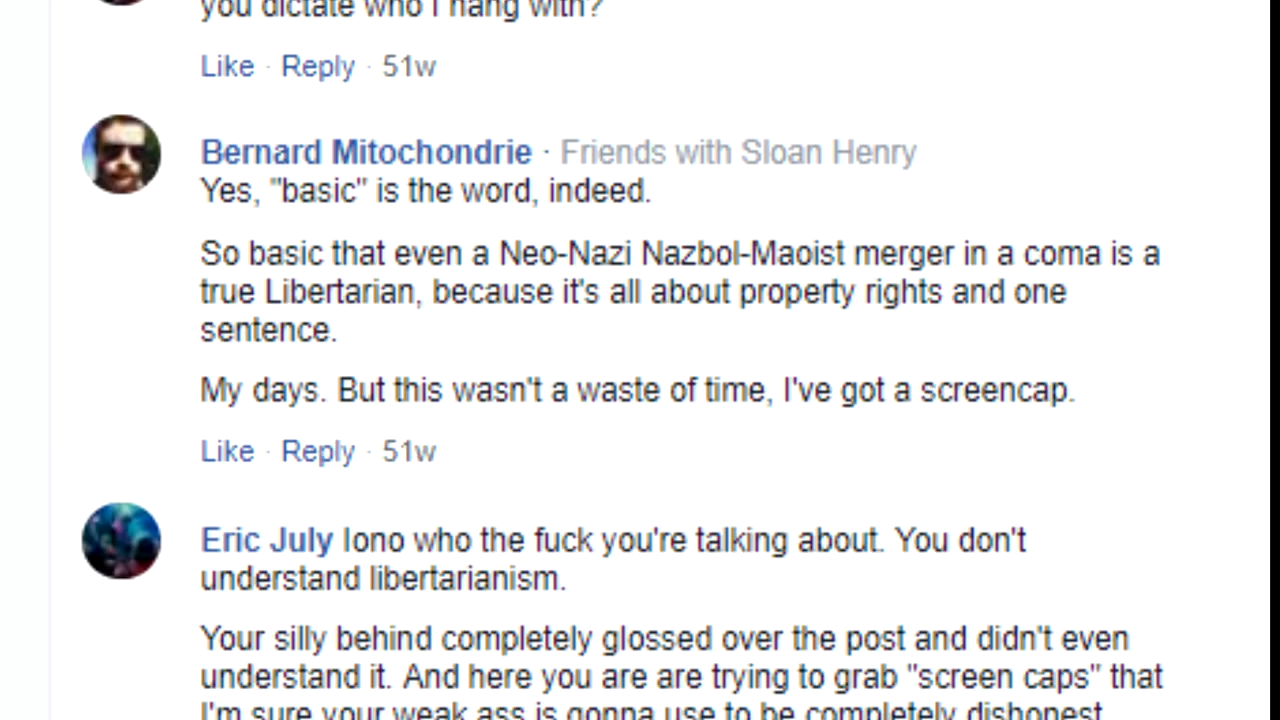 you dictate who I hang with?
Like · Reply · 51w
Bernard Mitochondrie · Friends with Sloan Henry
Yes, "basic" is the word, indeed.
So basic that even a Neo-Nazi Nazbol-Maoist merger in a coma is a
true Libertarian, because it's all about property rights and one
sentence.
My days. But this wasn't a waste of time, I've got a screencap.
Like · Reply · 51w
Eric July Iono who the fuck you're talking about. You don't
understand libertarianism.
Your silly behind completely glossed over the post and didn't even
understand it. And here you are are trying to grab "screen caps" that
I'm sure your weak ass is gonna use to be completely dishonest